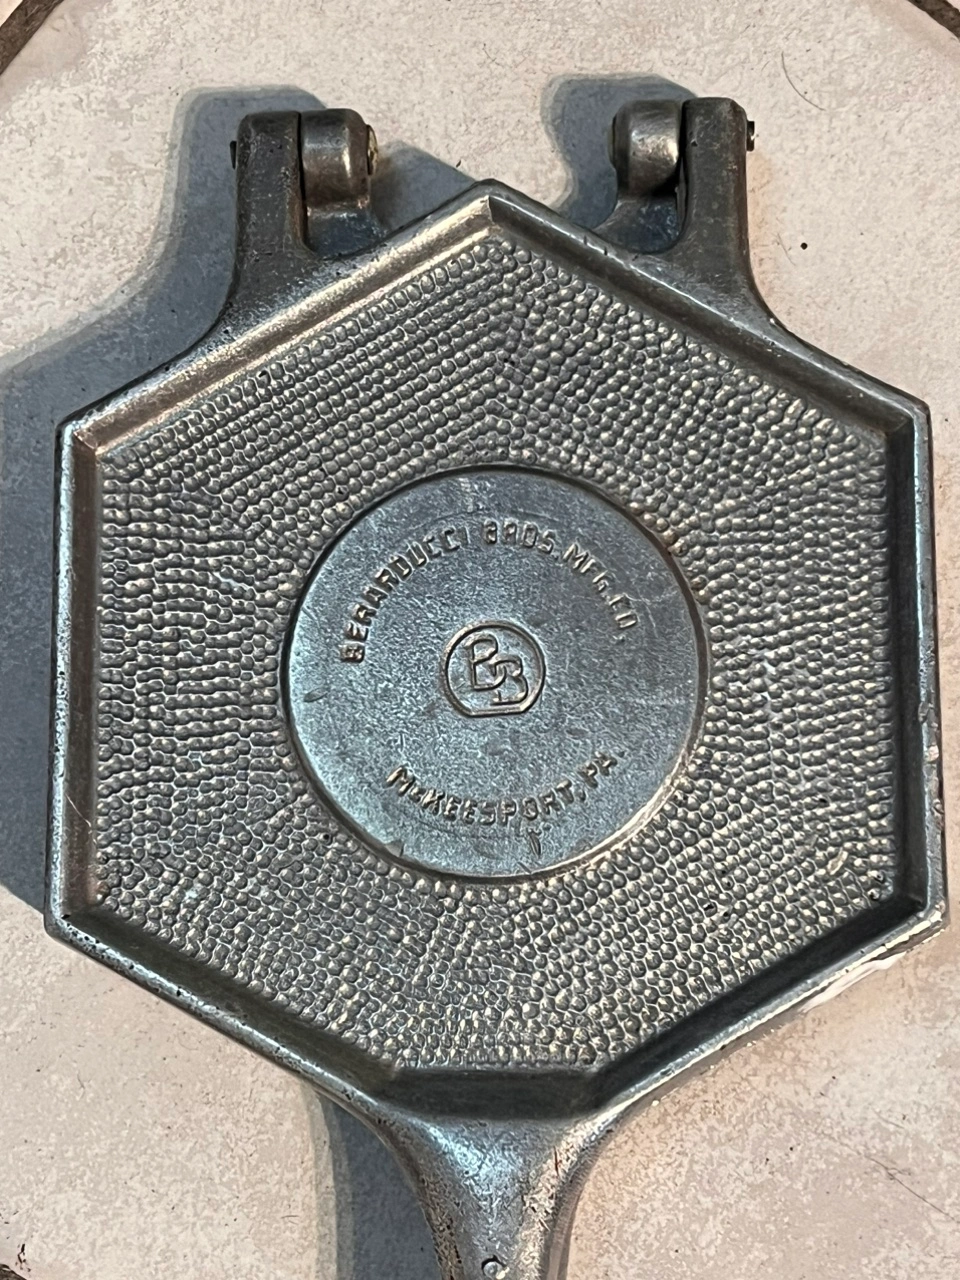 BERARDUCCI BROS. MFG. CO
BB
McKEESPORT, PA.